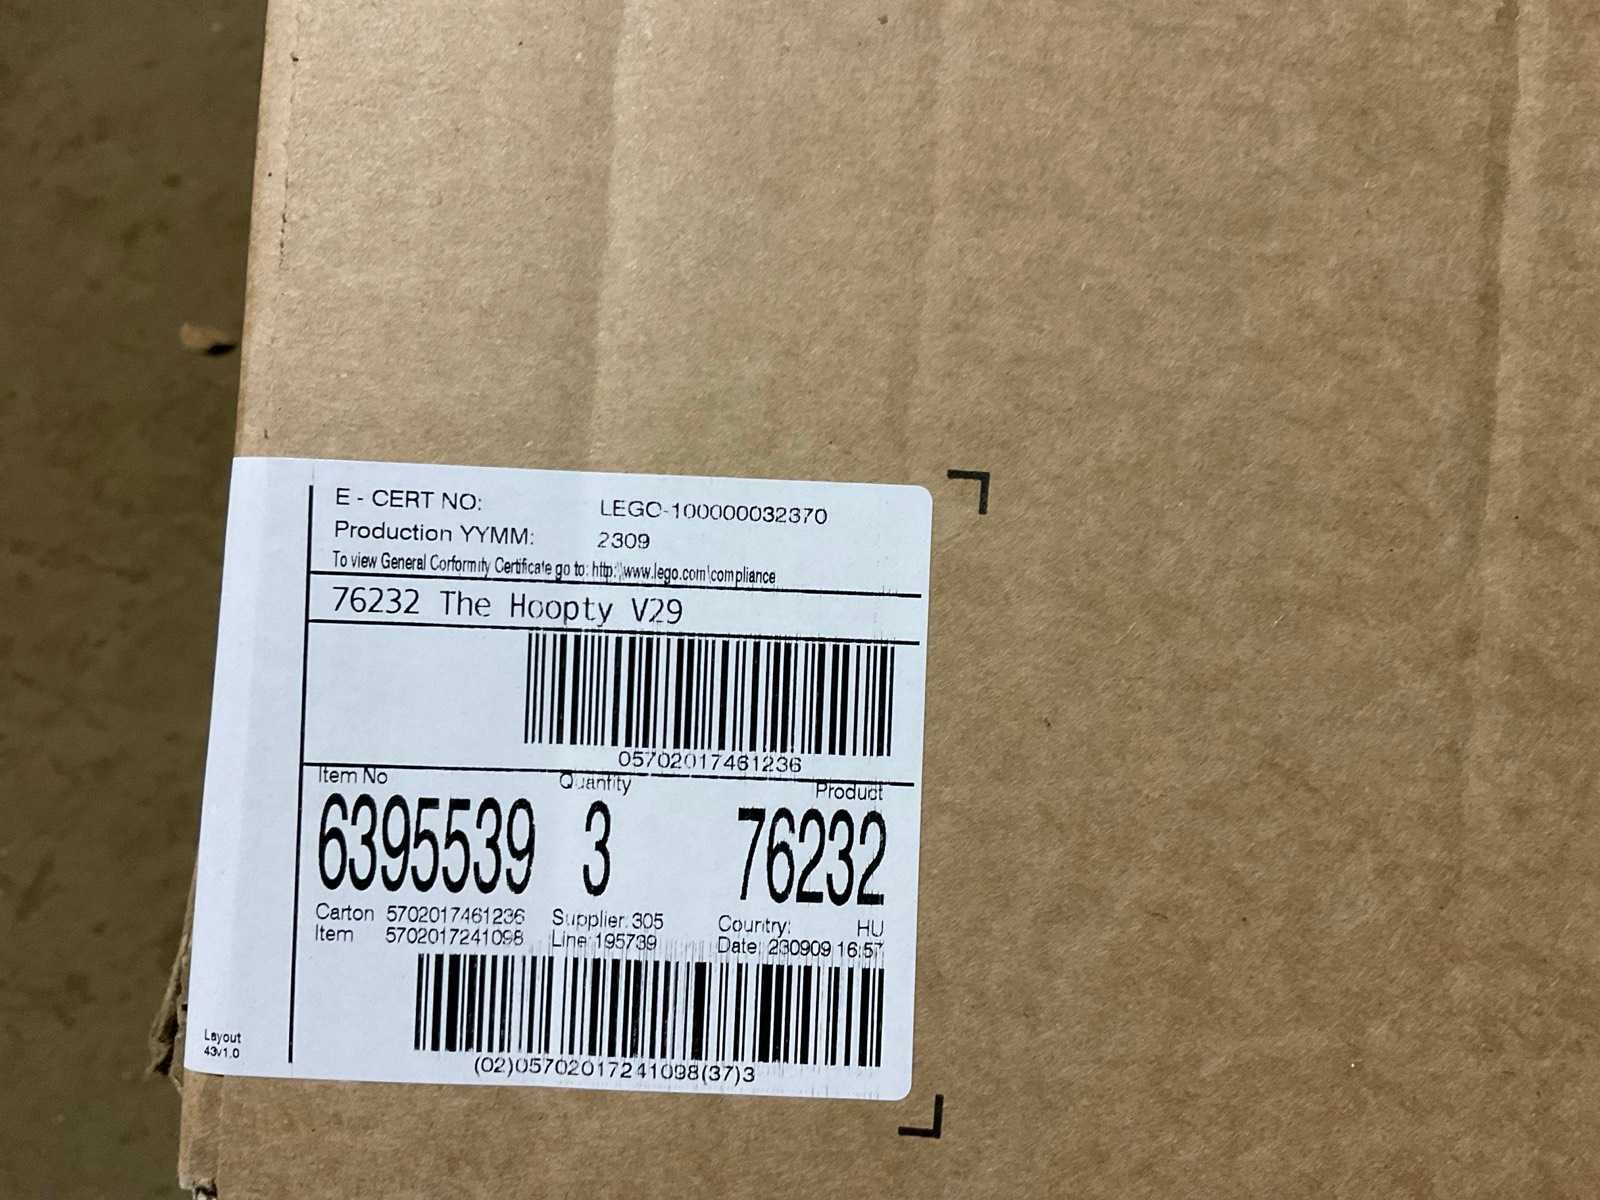 E - CERT NO: LEGO-100000032370
Production YYMM: 2309
To view General Conformity Certificate go to: http:\\www.lego.com\compliance
76232 The Hoopty V29
05702017461236
Item No Quantity Product
6395539 3 76232
Carton 5702017461236 Supplier: 305 Country: HU
Item 5702017241098 Line: 195739 Date: 230909 16:57
(02)05702017241098(37)3
Layout
43v1.0